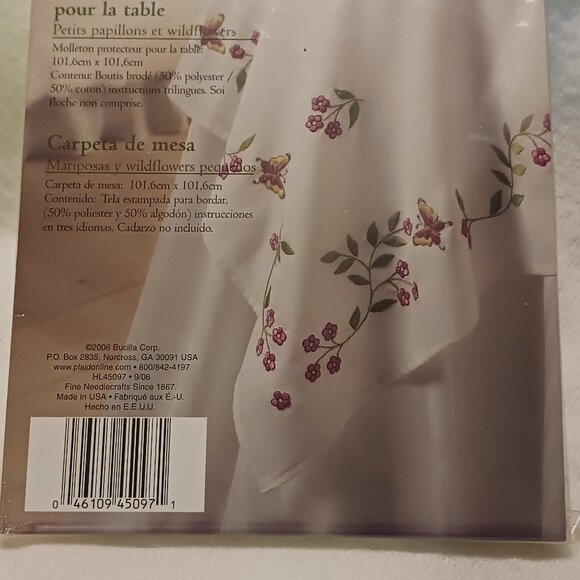 pour la table
Petits papillons et wildflowers
Molleton protecteur pour la table:
101,6cm x 101,6cm
Contenu: Boutis brodé (50% polyester /
50% coton) instructions trilingues. Soi
floche non comprise.
Carpeta de mesa
Mariposas y wildflowers pequeños
Carpeta de mesa: 101,6cm x 101,6cm
Contenido: Tela estampada para bordar,
(50% poliester y 50% algodón) instrucciones
en tres idiomas. Cadarzo no incluído.
©2006 Bucilla Corp.
P.O. Box 2835, Norcross, GA 30091 USA
www.plaidonline.com • 800/842-4197
HL45097 • 9/06
Fine Needlecrafts Since 1867.
Made in USA • Fabriqué aux É.-U.
Hecho en E.E.U.U.
0 46109 45097 1